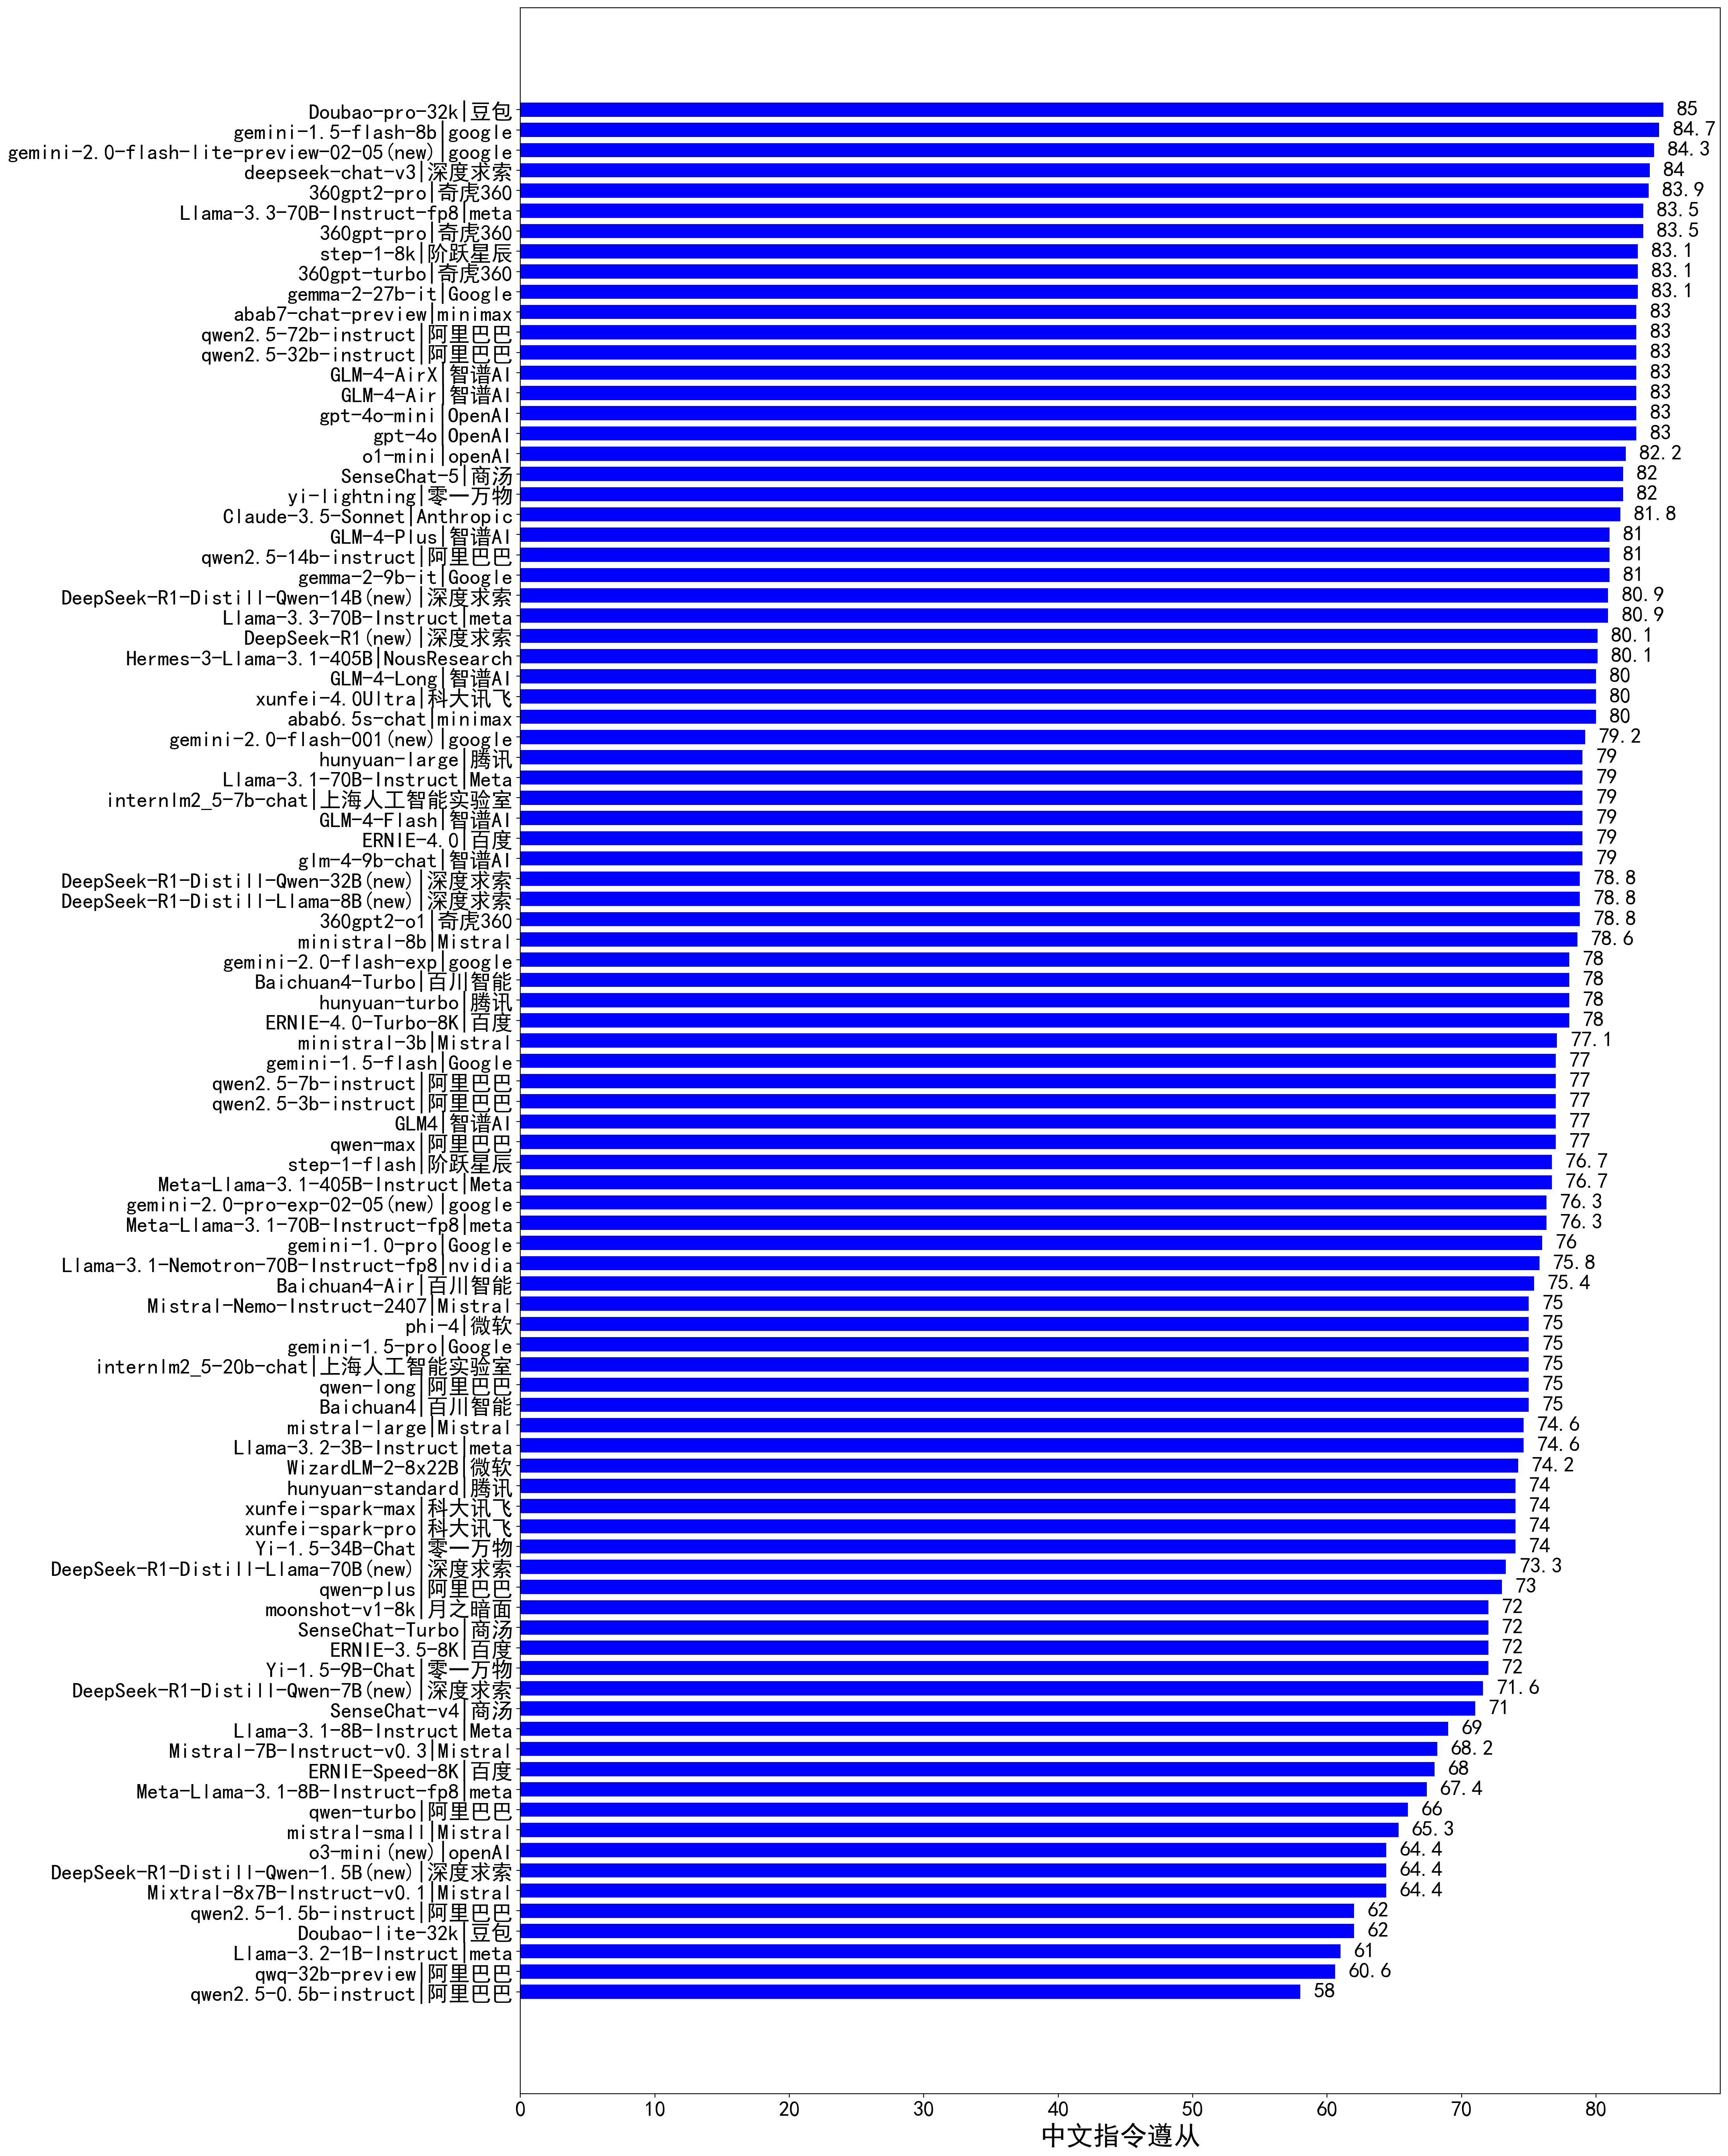 Doubao-pro-32k|豆包 85
gemini-1.5-flash-8b|google 84.7
gemini-2.0-flash-lite-preview-02-05(new)|google 84.3
deepseek-chat-v3|深度求索 84
360gpt2-pro|奇虎360 83.9
Llama-3.3-70B-Instruct-fp8|meta 83.5
360gpt-pro|奇虎360 83.5
step-1-8k|阶跃星辰 83.1
360gpt-turbo|奇虎360 83.1
gemma-2-27b-it|Google 83.1
abab7-chat-preview|minimax 83
qwen2.5-72b-instruct|阿里巴巴 83
qwen2.5-32b-instruct|阿里巴巴 83
GLM-4-AirX|智谱AI 83
GLM-4-Air|智谱AI 83
gpt-4o-mini|OpenAI 83
gpt-4o|OpenAI 83
o1-mini|openAI 82.2
SenseChat-5|商汤 82
yi-lightning|零一万物 82
Claude-3.5-Sonnet|Anthropic 81.8
GLM-4-Plus|智谱AI 81
qwen2.5-14b-instruct|阿里巴巴 81
gemma-2-9b-it|Google 81
DeepSeek-R1-Distill-Qwen-14B(new)|深度求索 80.9
Llama-3.3-70B-Instruct|meta 80.9
DeepSeek-R1(new)|深度求索 80.1
Hermes-3-Llama-3.1-405B|NousResearch 80.1
GLM-4-Long|智谱AI 80
xunfei-4.0Ultra|科大讯飞 80
abab6.5s-chat|minimax 80
gemini-2.0-flash-001(new)|google 79.2
hunyuan-large|腾讯 79
Llama-3.1-70B-Instruct|Meta 79
internlm2_5-7b-chat|上海人工智能实验室 79
GLM-4-Flash|智谱AI 79
ERNIE-4.0|百度 79
glm-4-9b-chat|智谱AI 79
DeepSeek-R1-Distill-Qwen-32B(new)|深度求索 78.8
DeepSeek-R1-Distill-Llama-8B(new)|深度求索 78.8
360gpt2-o1|奇虎360 78.8
ministral-8b|Mistral 78.6
gemini-2.0-flash-exp|google 78
Baichuan4-Turbo|百川智能 78
hunyuan-turbo|腾讯 78
ERNIE-4.0-Turbo-8K|百度 78
ministral-3b|Mistral 77.1
gemini-1.5-flash|Google 77
qwen2.5-7b-instruct|阿里巴巴 77
qwen2.5-3b-instruct|阿里巴巴 77
GLM4|智谱AI 77
qwen-max|阿里巴巴 77
step-1-flash|阶跃星辰 76.7
Meta-Llama-3.1-405B-Instruct|Meta 76.7
gemini-2.0-pro-exp-02-05(new)|google 76.3
Meta-Llama-3.1-70B-Instruct-fp8|meta 76.3
gemini-1.0-pro|Google 76
Llama-3.1-Nemotron-70B-Instruct-fp8|nvidia 75.8
Baichuan4-Air|百川智能 75.4
Mistral-Nemo-Instruct-2407|Mistral 75
phi-4|微软 75
gemini-1.5-pro|Google 75
internlm2_5-20b-chat|上海人工智能实验室 75
qwen-long|阿里巴巴 75
Baichuan4|百川智能 75
mistral-large|Mistral 74.6
Llama-3.2-3B-Instruct|meta 74.6
WizardLM-2-8x22B|微软 74.2
hunyuan-standard|腾讯 74
xunfei-spark-max|科大讯飞 74
xunfei-spark-pro|科大讯飞 74
Yi-1.5-34B-Chat|零一万物 74
DeepSeek-R1-Distill-Llama-70B(new)|深度求索 73.3
qwen-plus|阿里巴巴 73
moonshot-v1-8k|月之暗面 72
SenseChat-Turbo|商汤 72
ERNIE-3.5-8K|百度 72
Yi-1.5-9B-Chat|零一万物 72
DeepSeek-R1-Distill-Qwen-7B(new)|深度求索 71.6
SenseChat-v4|商汤 71
Llama-3.1-8B-Instruct|Meta 69
Mistral-7B-Instruct-v0.3|Mistral 68.2
ERNIE-Speed-8K|百度 68
Meta-Llama-3.1-8B-Instruct-fp8|meta 67.4
qwen-turbo|阿里巴巴 66
mistral-small|Mistral 65.3
o3-mini(new)|openAI 64.4
DeepSeek-R1-Distill-Qwen-1.5B(new)|深度求索 64.4
Mixtral-8x7B-Instruct-v0.1|Mistral 64.4
qwen2.5-1.5b-instruct|阿里巴巴 62
Doubao-lite-32k|豆包 62
Llama-3.2-1B-Instruct|meta 61
qwq-32b-preview|阿里巴巴 60.6
qwen2.5-0.5b-instruct|阿里巴巴 58
0 10 20 30 40 50 60 70 80
中文指令遵从